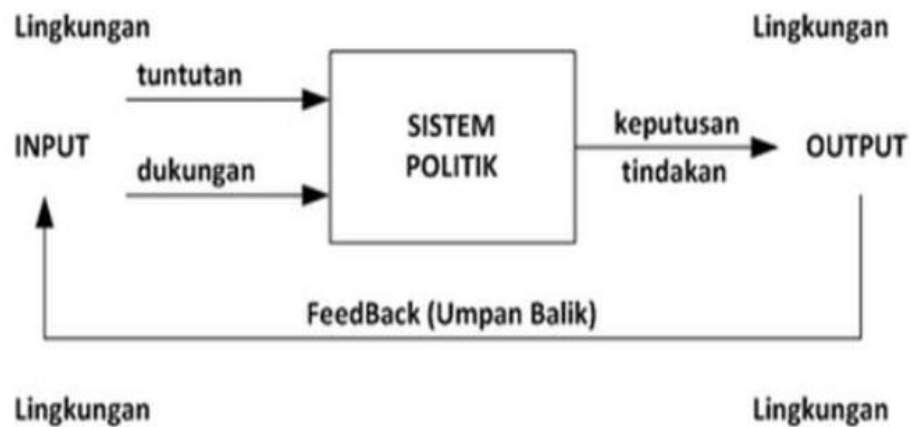 Lingkungan
Lingkungan
tuntutan
INPUT
dukungan
SISTEM
POLITIK
keputusan
tindakan
OUTPUT
FeedBack (Umpan Balik)
Lingkungan
Lingkungan